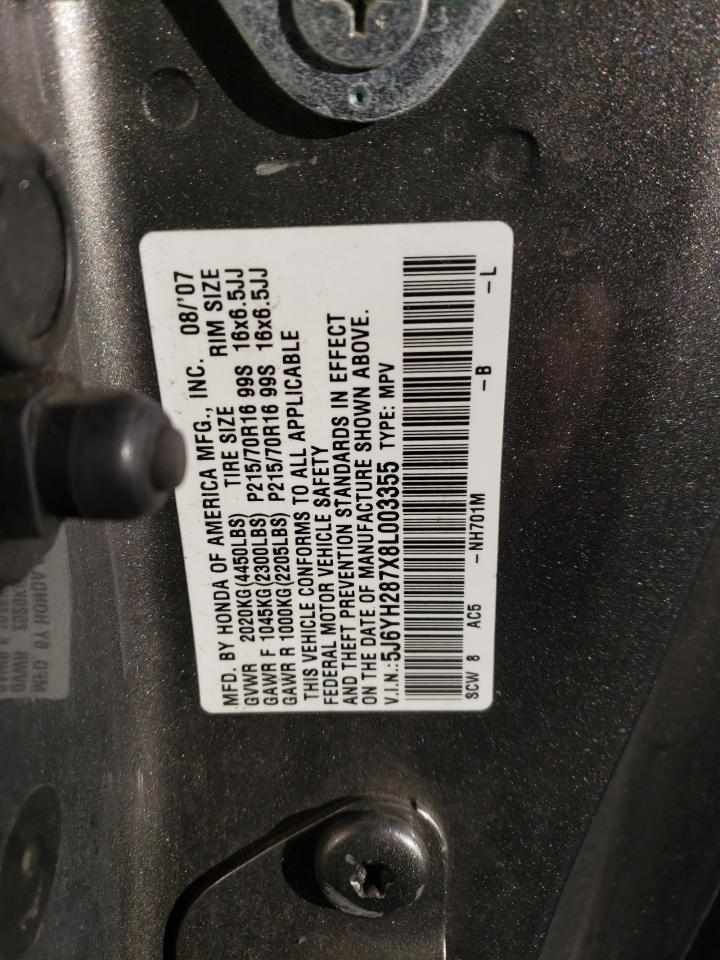 MFD. BY HONDA OF AMERICA MFG., INC. 08/'07
TIRE SIZE RIM SIZE
GVWR 2020KG(4450LBS)
GAWR F 1045KG(2300LBS) P215/70R16 99S 16x6.5JJ
GAWR R 1000KG(2205LBS) P215/70R16 99S 16x6.5JJ
THIS VEHICLE CONFORMS TO ALL APPLICABLE
FEDERAL MOTOR VEHICLE SAFETY
AND THEFT PREVENTION STANDARDS IN EFFECT
ON THE DATE OF MANUFACTURE SHOWN ABOVE.
V.I.N.:5J6YH287X8L003355 TYPE: MPV
SCW 8 AC5 -NH701M -B -L